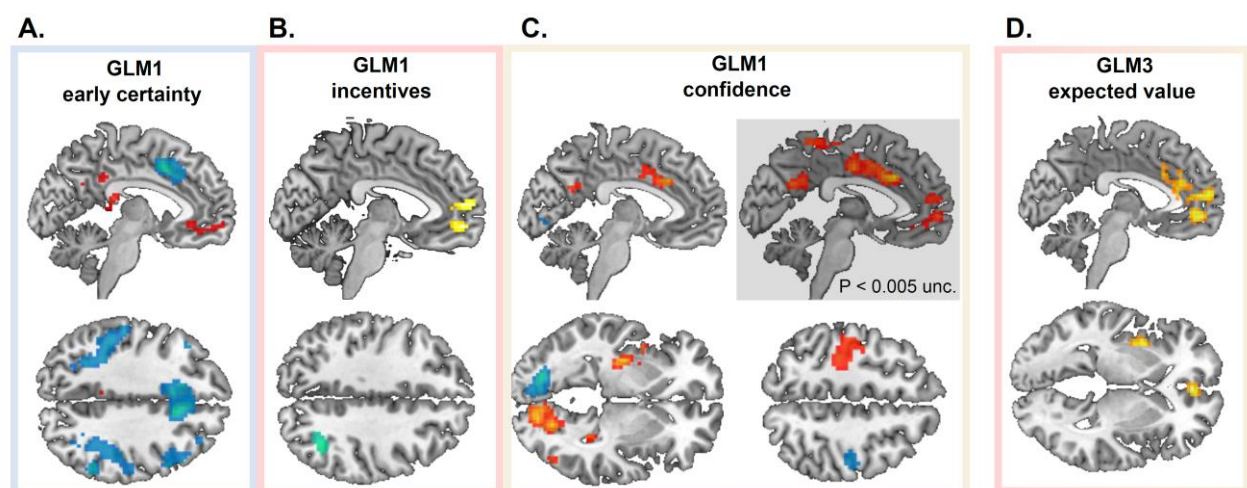 A.
GLM1
early certainty
B.
GLM1
incentives
C.
GLM1
confidence
P < 0.005 unc.
D.
GLM3
expected value